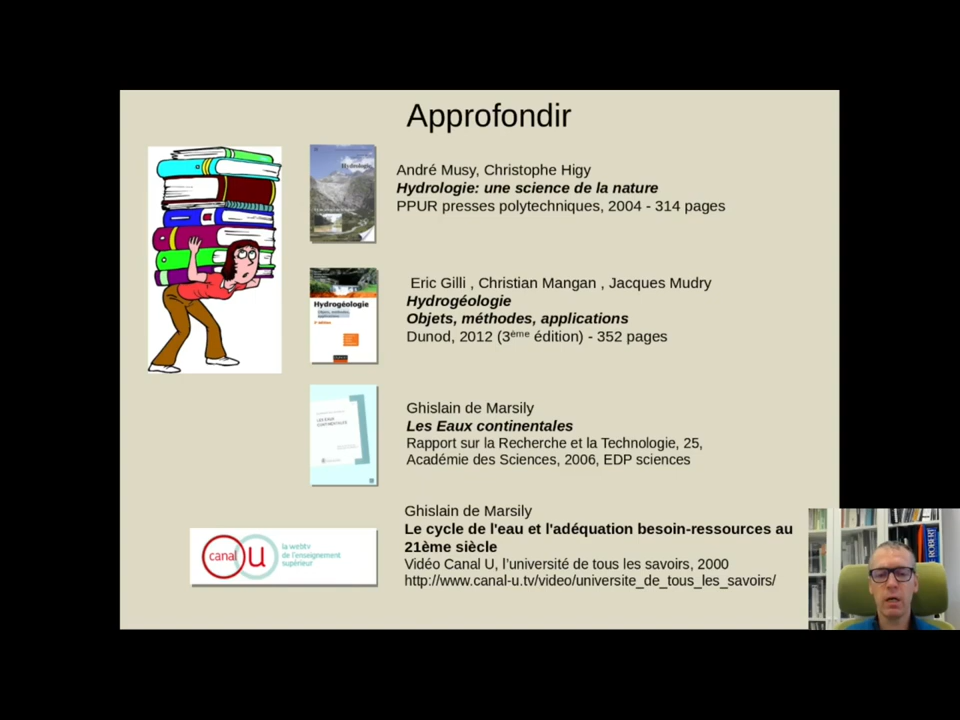 Approfondir
André Musy, Christophe Higy
Hydrologie: une science de la nature
PPUR presses polytechniques, 2004 - 314 pages
Hydrologie
Eric Gilli , Christian Mangan , Jacques Mudry
Hydrogéologie
Objets, méthodes, applications
Dunod, 2012 (3ème édition) - 352 pages
Hydrogéologie
Ghislain de Marsily
Les Eaux continentales
Rapport sur la Recherche et la Technologie, 25,
Académie des Sciences, 2006, EDP sciences
LES EAUX
CONTINENTALES
Ghislain de Marsily
Le cycle de l'eau et l'adéquation besoin-ressources au
21ème siècle
Vidéo Canal U, l'université de tous les savoirs, 2000
http://www.canal-u.tv/video/universite_de_tous_les_savoirs/
canal U
la webtv
de l'enseignement
supérieur
ROBERT